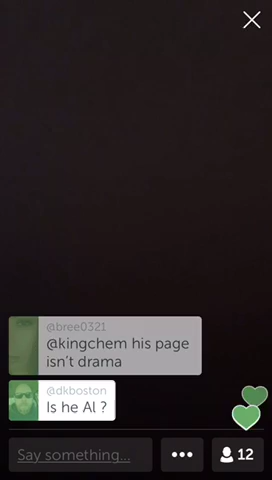 @bree0321
@kingchem his page
isn't drama
@dkboston
Is he Al ?
Say something...
12